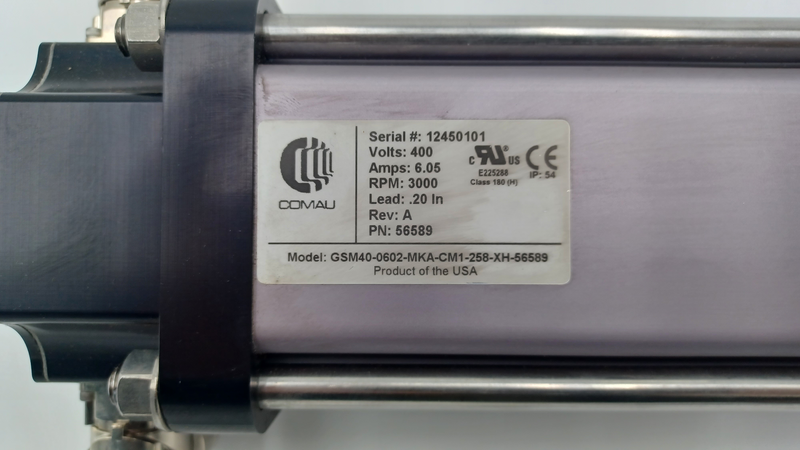 COMAU
Serial #: 12450101
Volts: 400
Amps: 6.05
RPM: 3000
Lead: .20 In
Rev: A
PN: 56589
C RU US CE
E225288
Class 180 (H)
IP: 54
Model: GSM40-0602-MKA-CM1-258-XH-56589
Product of the USA